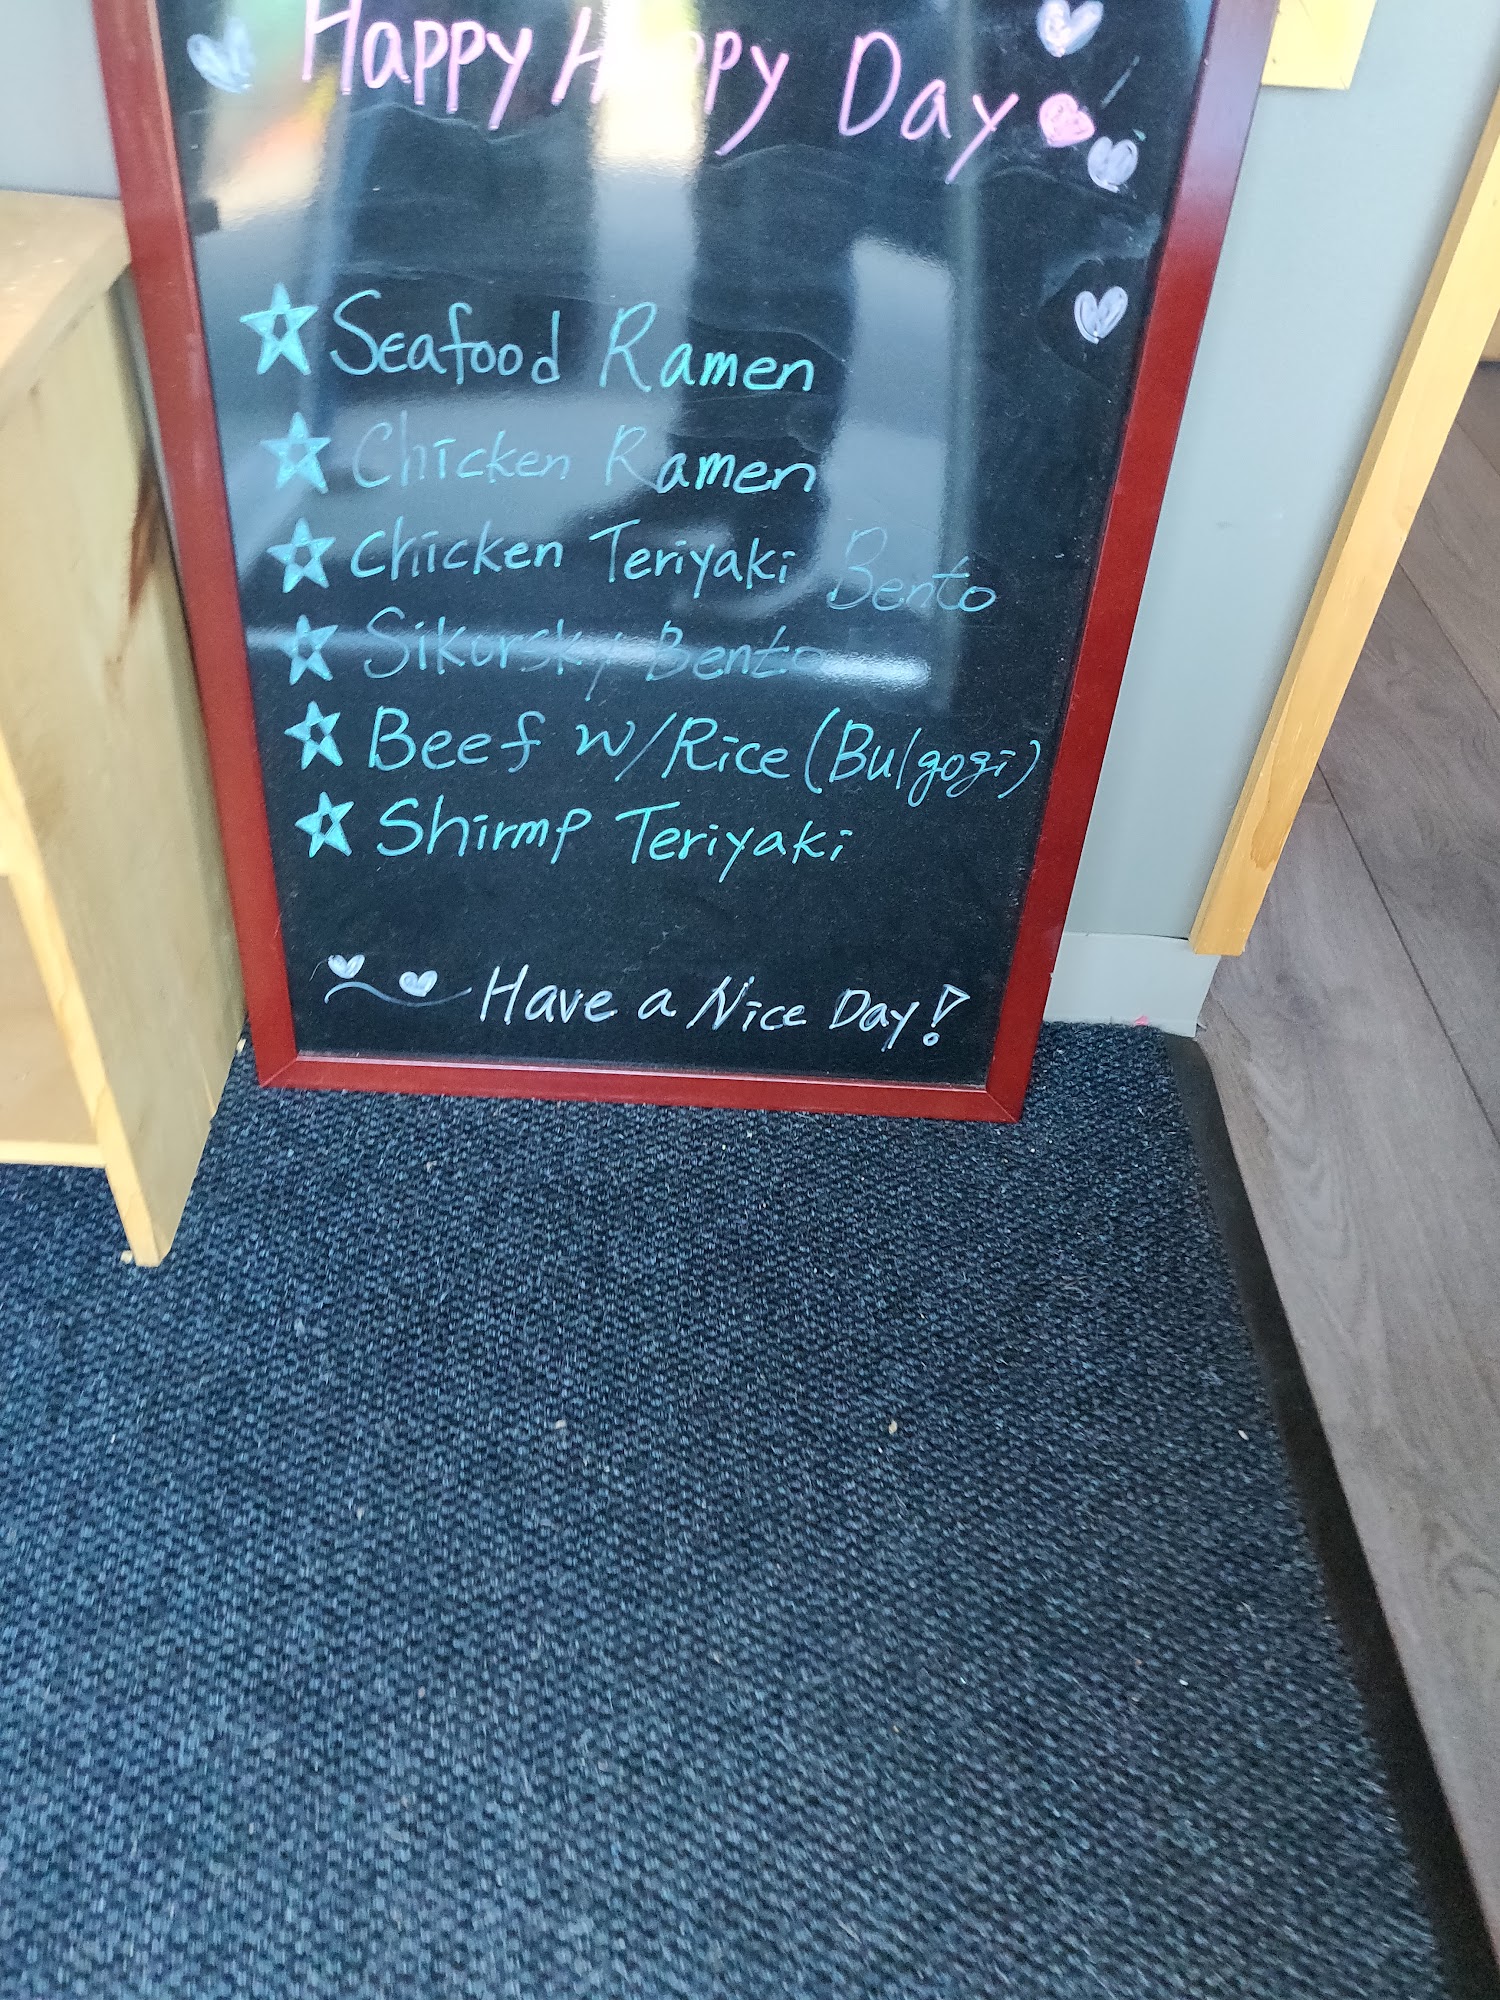 Happy Happy Day
Seafood Ramen
Chicken Ramen
Chicken Teriyaki Bento
Sikorsky Bento
Beef w/Rice (Bulgogi)
Shirmp Teriyaki
Have a Nice Day!